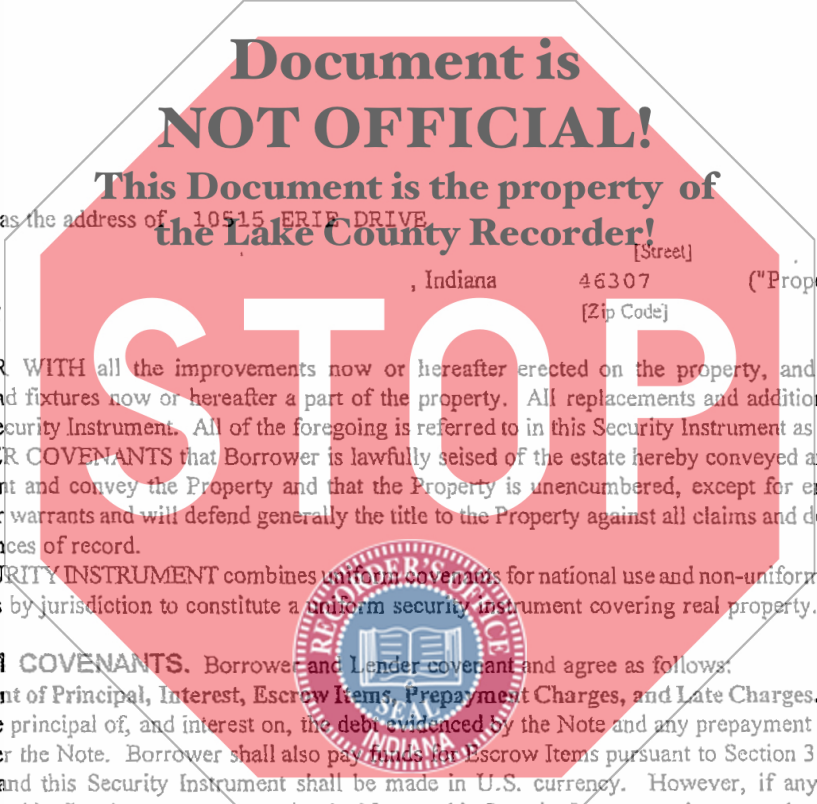 Document is
NOT OFFICIAL!
This Document is the property of
the Lake County Recorder!
as the address of 10515 ERIE DRIVE
[Street]
, Indiana 46307 ("Prope
[Zip Code]
STOP
R WITH all the improvements now or hereafter erected on the property, and
d fixtures now or hereafter a part of the property. All replacements and addition
ecurity Instrument. All of the foregoing is referred to in this Security Instrument as
R COVENANTS that Borrower is lawfully seised of the estate hereby conveyed a
nt and convey the Property and that the Property is unencumbered, except for en
r warrants and will defend generally the title to the Property against all claims and de
nces of record.
URITY INSTRUMENT combines uniform covenants for national use and non-uniform
s by jurisdiction to constitute a uniform security instrument covering real property.
RECORDER'S OFFICE
SEAL
INDIANA
COVENANTS. Borrower and Lender covenant and agree as follows:
nt of Principal, Interest, Escrow Items, Prepayment Charges, and Late Charges.
e principal of, and interest on, the debt evidenced by the Note and any prepayment
er the Note. Borrower shall also pay funds for Escrow Items pursuant to Section 3
and this Security Instrument shall be made in U.S. currency. However, if any